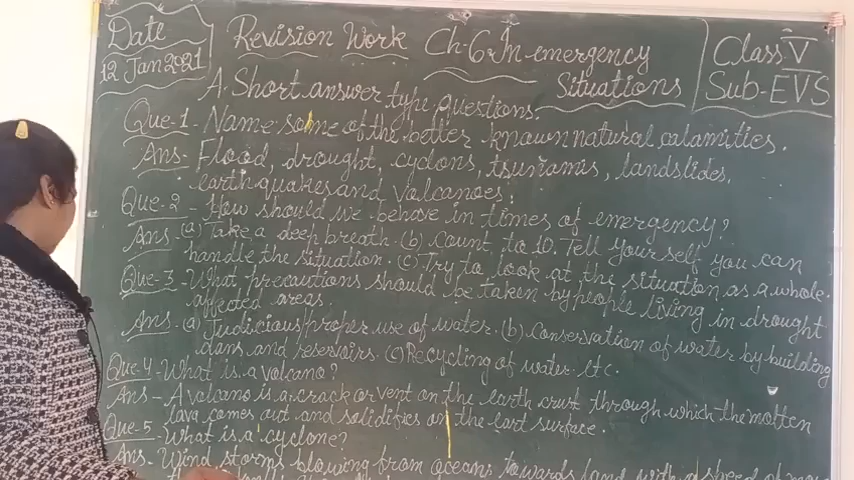 Date
12 Jan 2021
Revision Work Ch-6. In emergency
Situations
Class V
Sub-EVS
A. Short answer type questions.
Que-1- Name some of the better known natural calamities.
Ans- Flood, drought, cyclons, tsunamis, landslides,
earthquakes and volcanoes.
Que-2 - How should we behave in times of emergency?
Ans- (a) Take a deep breath. (b) Count to 10. Tell your self you can
handle the situation. (c) Try to look at the situation as a whole.
Que-3- What precautions should be taken by people living in drought
affected areas.
Ans- (a) Judicious/proper use of water. (b) Conservation of water by building
dams and reservoirs. (c) Recycling of water. etc.
Que-4 -What is a volcano?
Ans - A volcano is a crack or vent on the earth crust through which the molten
lava comes out and solidifies on the eart surface.
Que-5 -What is a cyclone?
Ans- Wind storms blowing from oceans towards land with a speed of